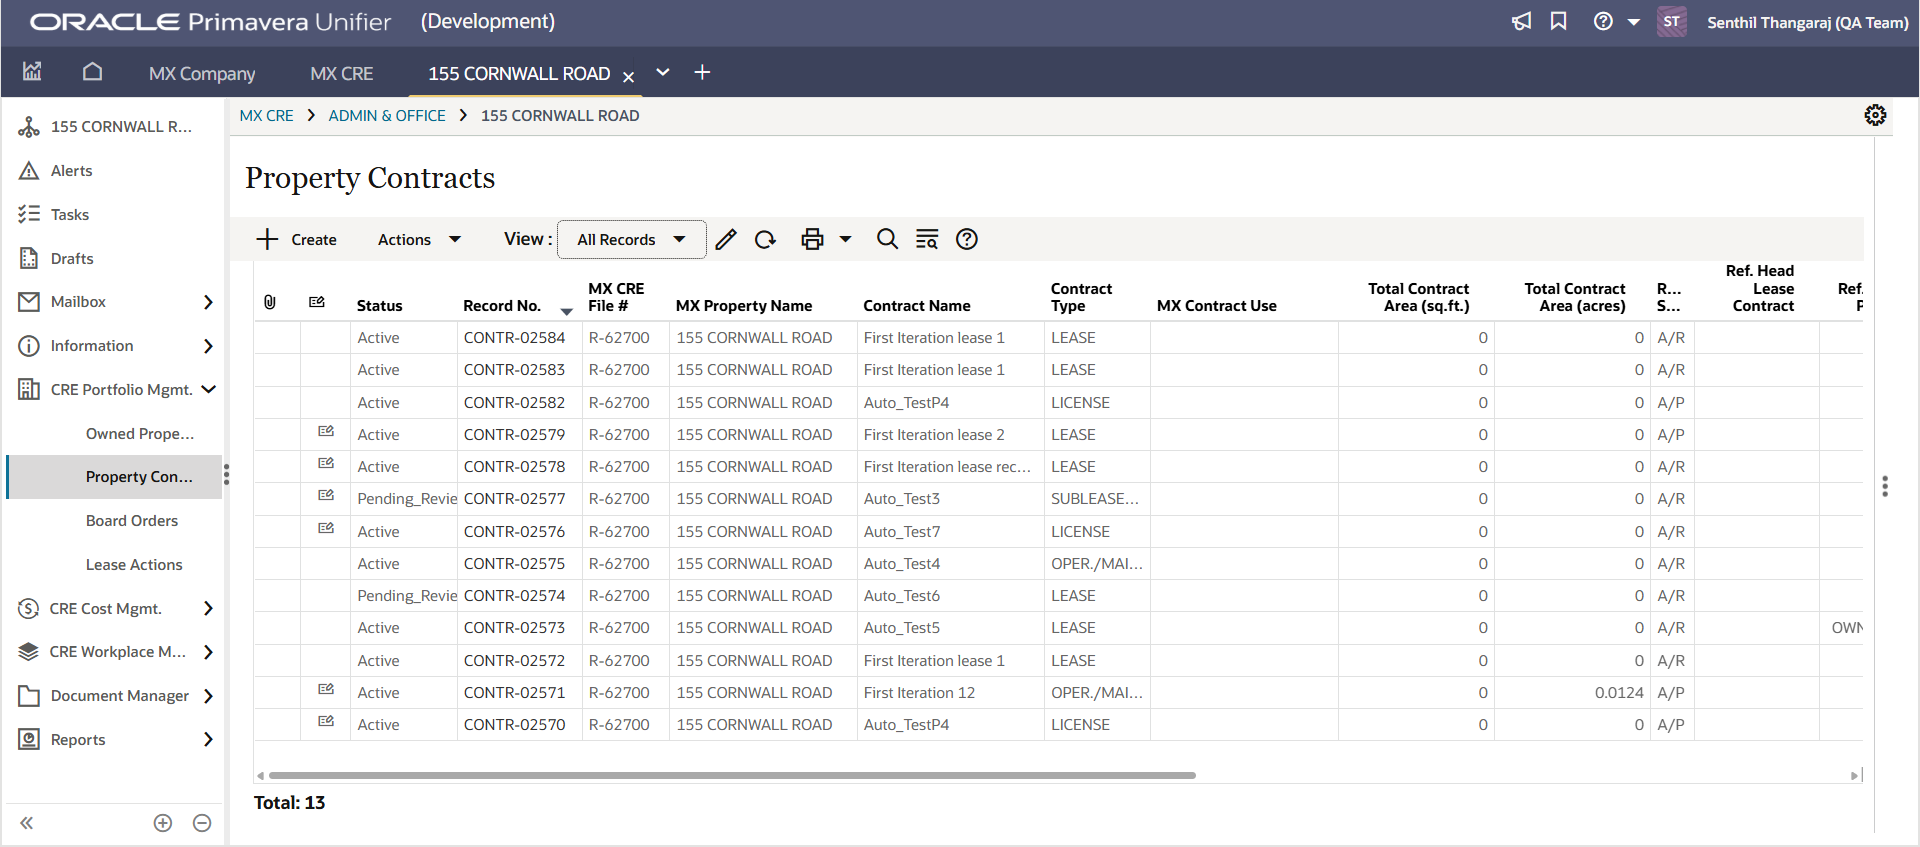 ORACLE Primavera Unifier (Development) ST Senthil Thangaraj (QA Team)
MX Company MX CRE 155 CORNWALL ROAD
155 CORNWALL R...
Alerts
Tasks
Drafts
Mailbox
Information
CRE Portfolio Mgmt.
Owned Prope...
Property Con...
Board Orders
Lease Actions
CRE Cost Mgmt.
CRE Workplace M...
Document Manager
Reports
MX CRE > ADMIN & OFFICE > 155 CORNWALL ROAD
Property Contracts
Create Actions View : All Records
Status Record No. MX CRE File # MX Property Name Contract Name Contract Type MX Contract Use Total Contract Area (sq.ft.) Total Contract Area (acres) R... S... Ref. Head Lease Contract Ref. P
Active CONTR-02584 R-62700 155 CORNWALL ROAD First Iteration lease 1 LEASE 0 0 A/R
Active CONTR-02583 R-62700 155 CORNWALL ROAD First Iteration lease 1 LEASE 0 0 A/R
Active CONTR-02582 R-62700 155 CORNWALL ROAD Auto_TestP4 LICENSE 0 0 A/P
Active CONTR-02579 R-62700 155 CORNWALL ROAD First Iteration lease 2 LEASE 0 0 A/P
Active CONTR-02578 R-62700 155 CORNWALL ROAD First Iteration lease rec... LEASE 0 0 A/R
Pending_Revie CONTR-02577 R-62700 155 CORNWALL ROAD Auto_Test3 SUBLEASE... 0 0 A/R
Active CONTR-02576 R-62700 155 CORNWALL ROAD Auto_Test7 LICENSE 0 0 A/R
Active CONTR-02575 R-62700 155 CORNWALL ROAD Auto_Test4 OPER./MAI... 0 0 A/R
Pending_Revie CONTR-02574 R-62700 155 CORNWALL ROAD Auto_Test6 LEASE 0 0 A/R
Active CONTR-02573 R-62700 155 CORNWALL ROAD Auto_Test5 LEASE 0 0 A/R OWN
Active CONTR-02572 R-62700 155 CORNWALL ROAD First Iteration lease 1 LEASE 0 0 A/R
Active CONTR-02571 R-62700 155 CORNWALL ROAD First Iteration 12 OPER./MAI... 0 0.0124 A/P
Active CONTR-02570 R-62700 155 CORNWALL ROAD Auto_TestP4 LICENSE 0 0 A/P
Total: 13